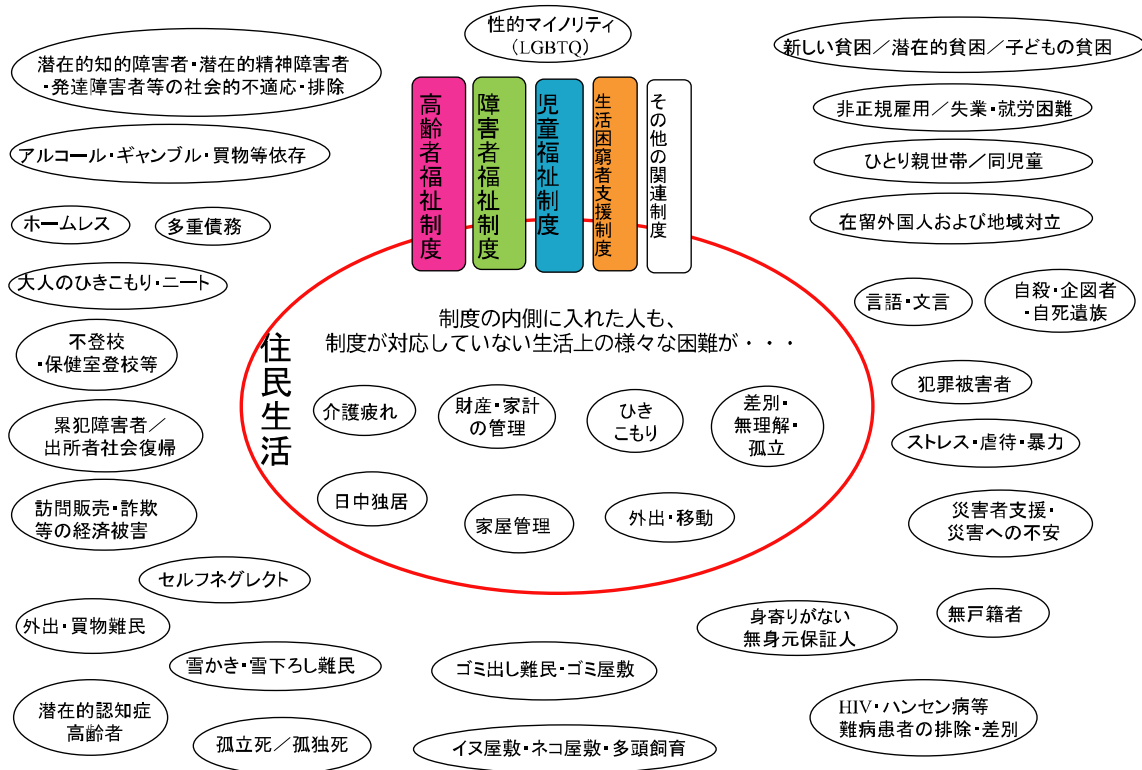 性的マイノリティ
(LGBTQ)
新しい貧困／潜在的貧困／子どもの貧困
潜在的知的障害者・潜在的精神障害者
・発達障害者等の社会的不適応・排除
高齢者福祉制度
障害者福祉制度
児童福祉制度
生活困窮者支援制度
その他の関連制度
非正規雇用／失業・就労困難
アルコール・ギャンブル・買物等依存
ひとり親世帯／同児童
ホームレス
多重債務
在留外国人および地域対立
大人のひきこもり・ニート
言語・文言
自殺・企図者
・自死遺族
制度の内側に入れた人も、
制度が対応していない生活上の様々な困難が・・・
住民生活
不登校
・保健室登校等
犯罪被害者
介護疲れ
財産・家計
の管理
ひき
こもり
差別・
無理解・
孤立
累犯障害者／
出所者社会復帰
ストレス・虐待・暴力
日中独居
家屋管理
外出・移動
訪問販売・詐欺
等の経済被害
災害者支援・
災害への不安
セルフネグレクト
外出・買物難民
身寄りがない
無身元保証人
無戸籍者
雪かき・雪下ろし難民
ゴミ出し難民・ゴミ屋敷
潜在的認知症
高齢者
HIV・ハンセン病等
難病患者の排除・差別
孤立死／孤独死
イヌ屋敷・ネコ屋敷・多頭飼育